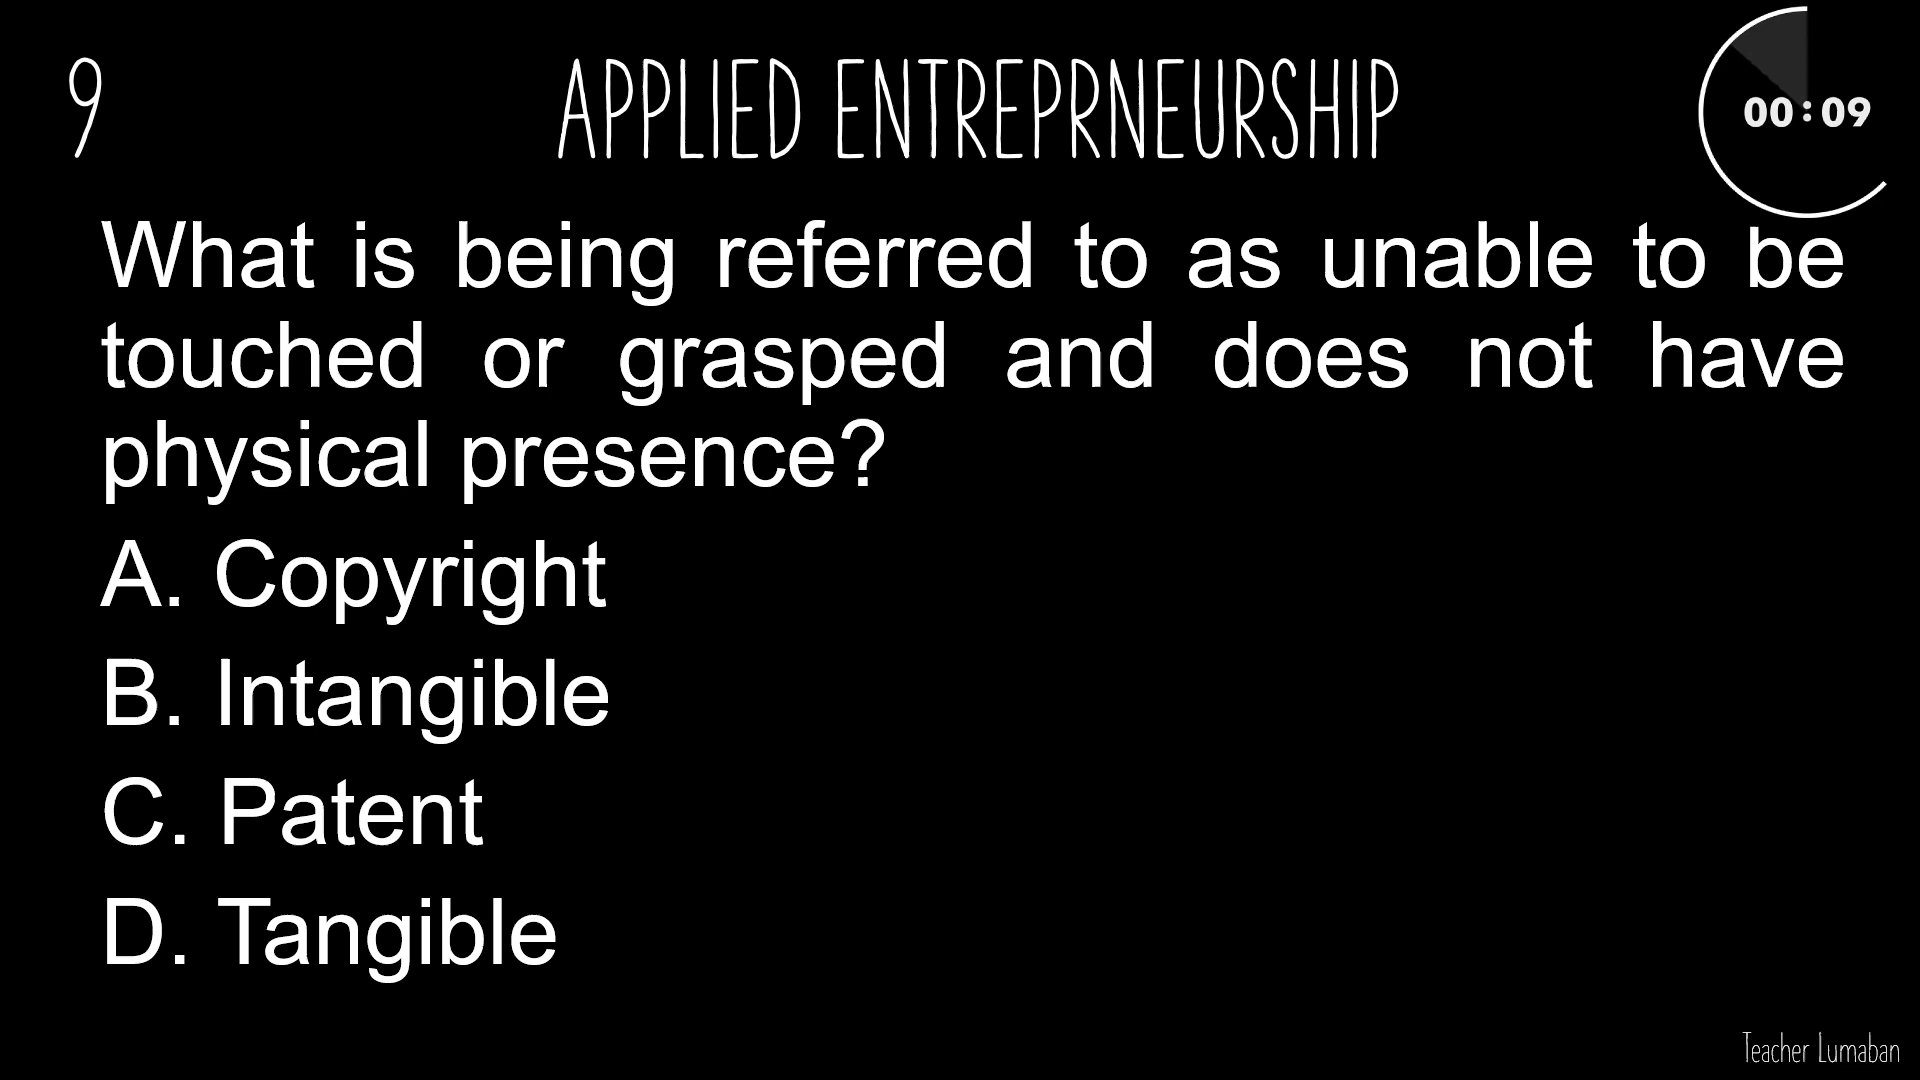 9
APPLIED ENTREPRNEURSHIP
00:09
What is being referred to as unable to be
touched or grasped and does not have
physical presence?
A. Copyright
B. Intangible
C. Patent
D. Tangible
Teacher Lumaban